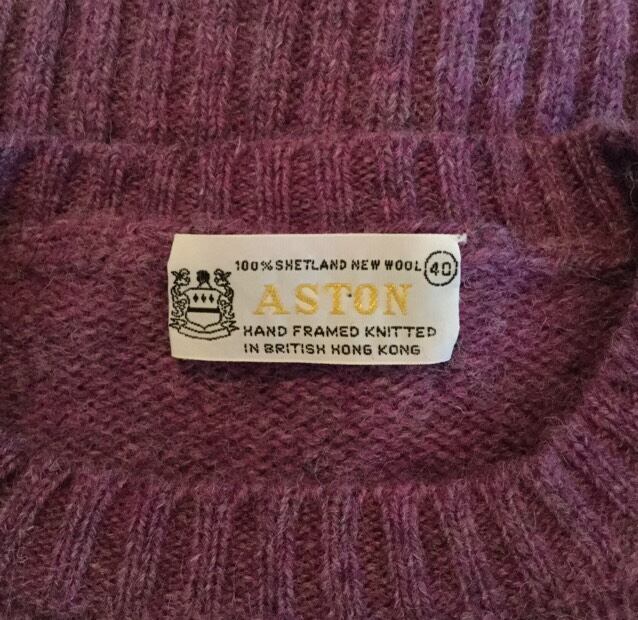 100% SHETLAND NEW WOOL 40
ASTON
HAND FRAMED KNITTED
IN BRITISH HONG KONG